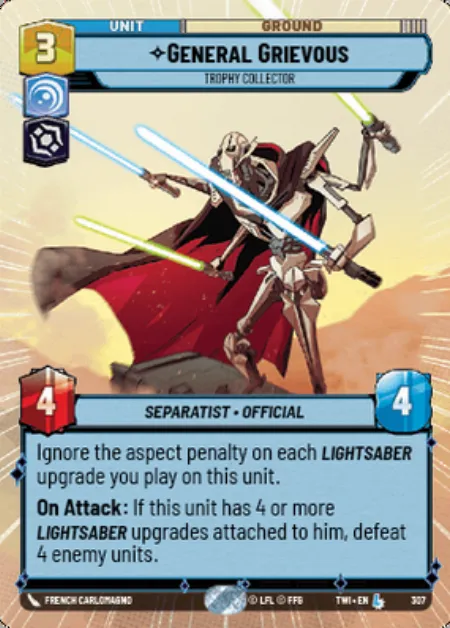 UNIT
GROUND
3
GENERAL GRIEVOUS
TROPHY COLLECTOR
4
SEPARATIST • OFFICIAL
4
Ignore the aspect penalty on each LIGHTSABER
upgrade you play on this unit.
On Attack: If this unit has 4 or more
LIGHTSABER upgrades attached to him, defeat
4 enemy units.
FRENCH CARLOMAGNO
© LFL © FFG
TWI • EN
L
307